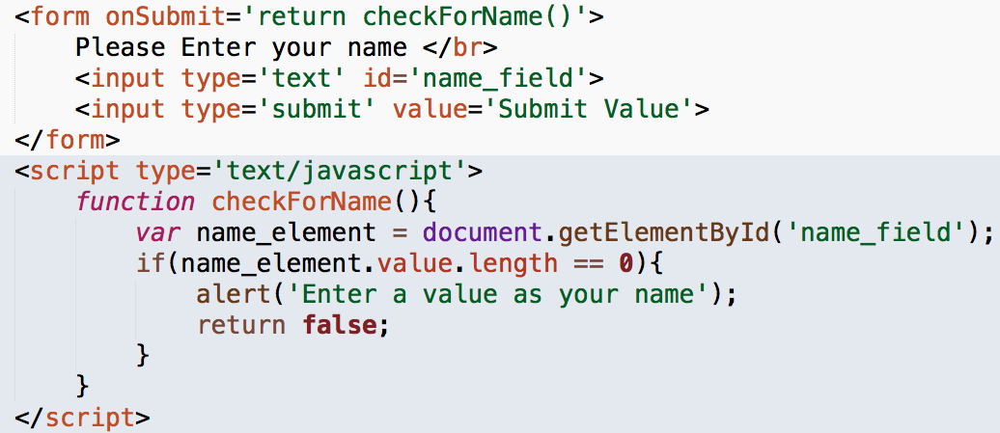 <form onSubmit='return checkForName()'>
    Please Enter your name </br>
    <input type='text' id='name_field'>
    <input type='submit' value='Submit Value'>
</form>
<script type='text/javascript'>
    function checkForName(){
        var name_element = document.getElementById('name_field');
        if(name_element.value.length == 0){
            alert('Enter a value as your name');
            return false;
        }
    }
</script>